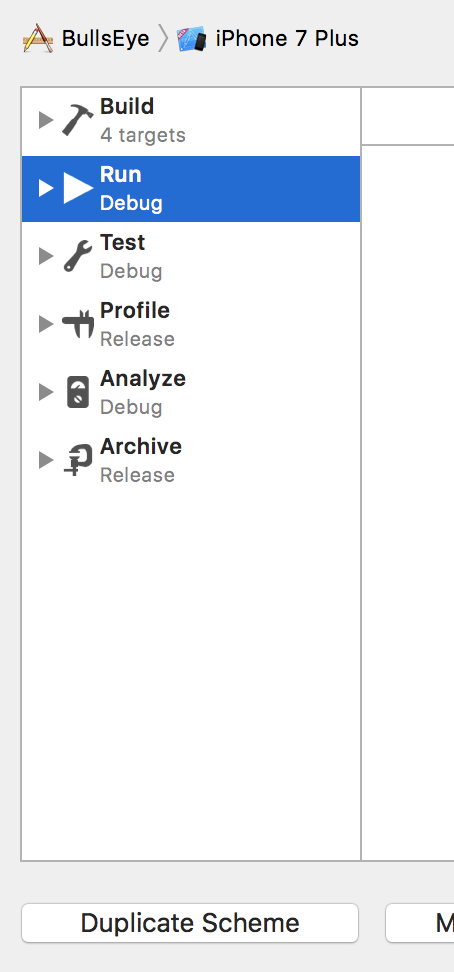 BullsEye iPhone 7 Plus
Build
4 targets
Run
Debug
Test
Debug
Profile
Release
Analyze
Debug
Archive
Release
Duplicate Scheme